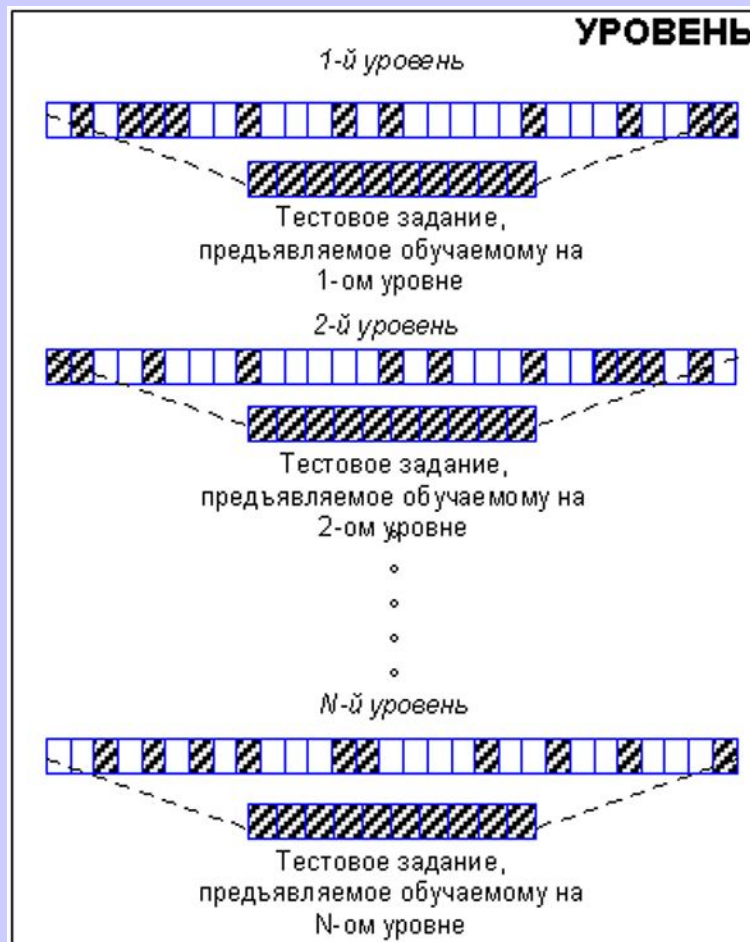 УРОВЕНЬ
1-й уровень
Тестовое задание,
предъявляемое обучаемому на
1-ом уровне
2-й уровень
Тестовое задание,
предъявляемое обучаемому на
2-ом уровне
N-й уровень
Тестовое задание,
предъявляемое обучаемому на
N-ом уровне